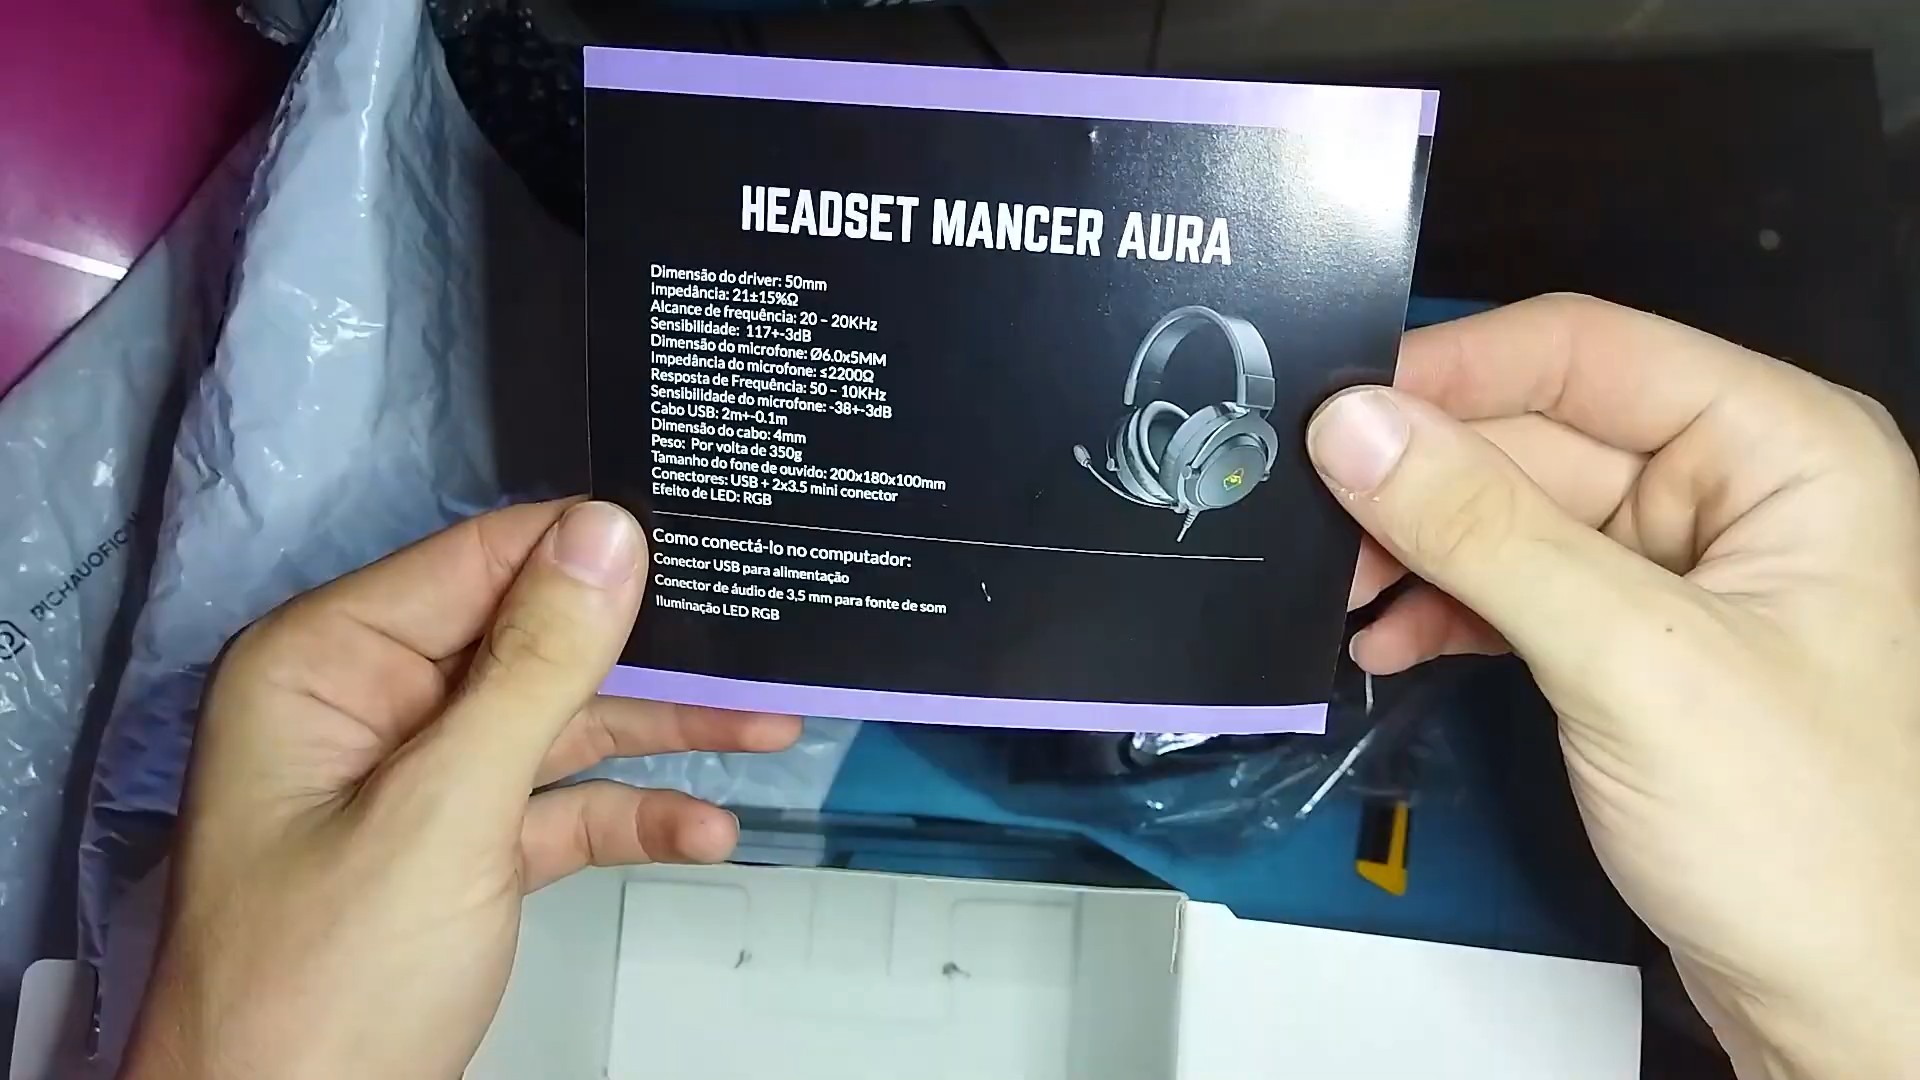 HEADSET MANCER AURA
Dimensão do driver: 50mm
Impedância: 21±15%Ω
Alcance de frequência: 20 – 20KHz
Sensibilidade: 117+-3dB
Dimensão do microfone: Ø6.0x5MM
Impedância do microfone: ≤2200Ω
Resposta de Frequência: 50 – 10KHz
Sensibilidade do microfone: -38+-3dB
Cabo USB: 2m+-0.1m
Dimensão do cabo: 4mm
Peso: Por volta de 350g
Tamanho do fone de ouvido: 200x180x100mm
Conectores: USB + 2x3.5 mini conector
Efeito de LED: RGB
Como conectá-lo no computador:
Conector USB para alimentação
Conector de áudio de 3,5 mm para fonte de som
Iluminação LED RGB